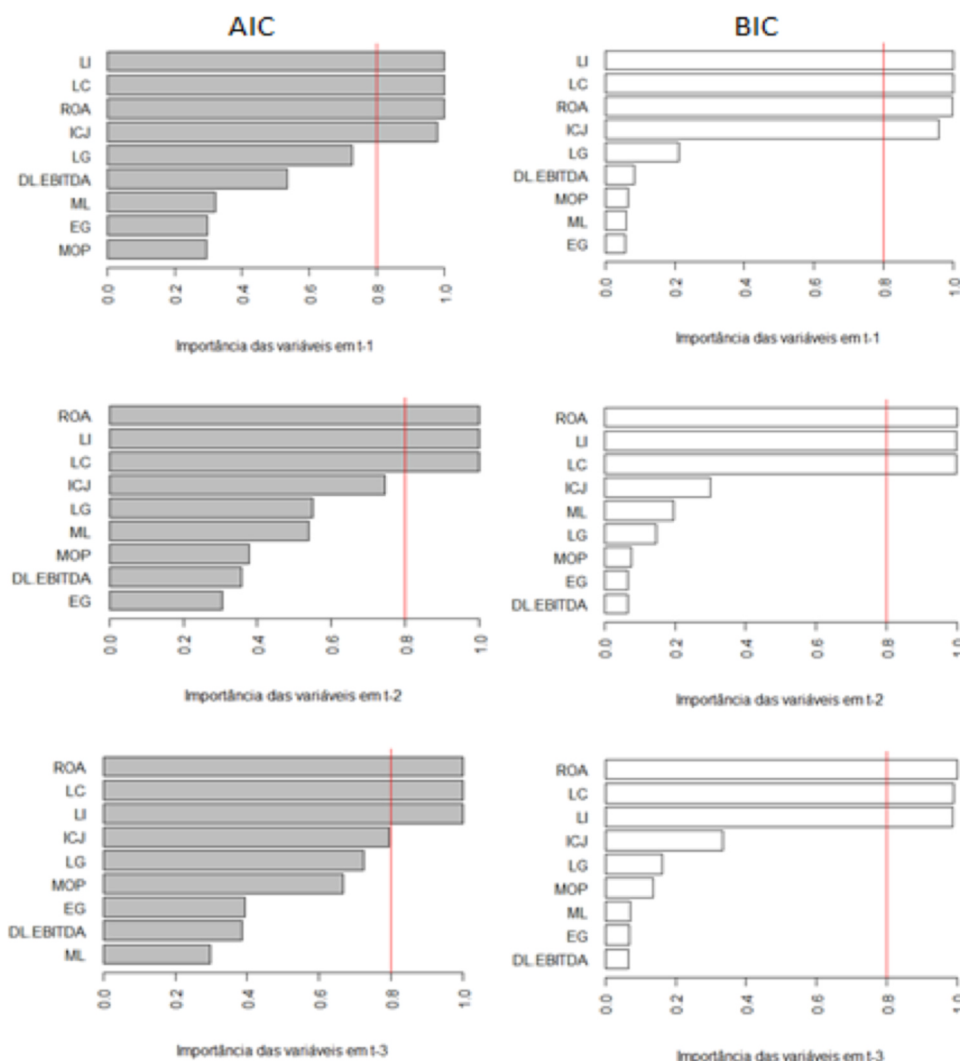 AIC
LI
LC
ROA
ICJ
LG
DL.EBITDA
ML
EG
MOP
0.0 0.2 0.4 0.6 0.8 1.0
Importância das variáveis em t-1
BIC
LI
LC
ROA
ICJ
LG
DL.EBITDA
MOP
ML
EG
0.0 0.2 0.4 0.6 0.8 1.0
Importância das variáveis em t-1
ROA
LI
LC
ICJ
LG
ML
MOP
DL.EBITDA
EG
0.0 0.2 0.4 0.6 0.8 1.0
Importância das variáveis em t-2
ROA
LI
LC
ICJ
ML
LG
MOP
EG
DL.EBITDA
0.0 0.2 0.4 0.6 0.8 1.0
Importância das variáveis em t-2
ROA
LC
LI
ICJ
LG
MOP
EG
DL.EBITDA
ML
0.0 0.2 0.4 0.6 0.8 1.0
Importância das variáveis em t-3
ROA
LC
LI
ICJ
LG
MOP
ML
EG
DL.EBITDA
0.0 0.2 0.4 0.6 0.8 1.0
Importância das variáveis em t-3